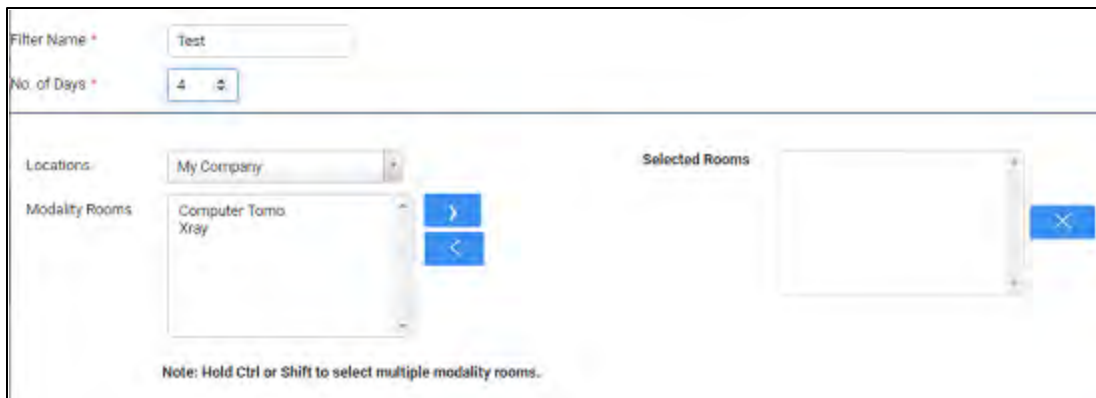 Filter Name *
Test
No. of Days *
4
Locations
My Company
Selected Rooms
Modality Rooms
Computer Tomo
Xray
Note: Hold Ctrl or Shift to select multiple modality rooms.